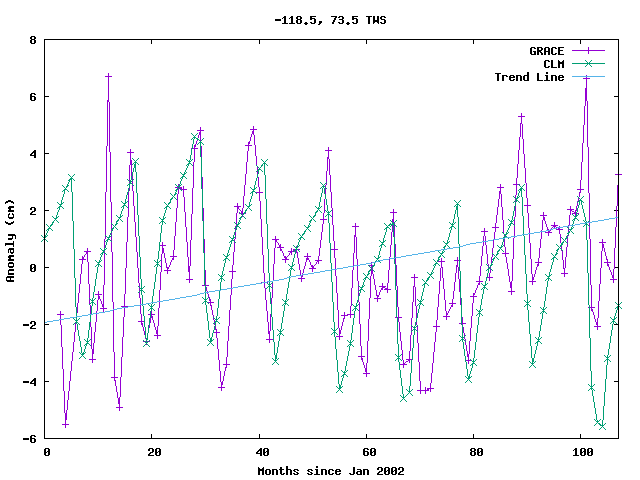 -118.5, 73.5 TWS
GRACE
CLM
Trend Line
8
6
4
2
0
-2
-4
-6
Anomaly (cm)
0 20 40 60 80 100
Months since Jan 2002